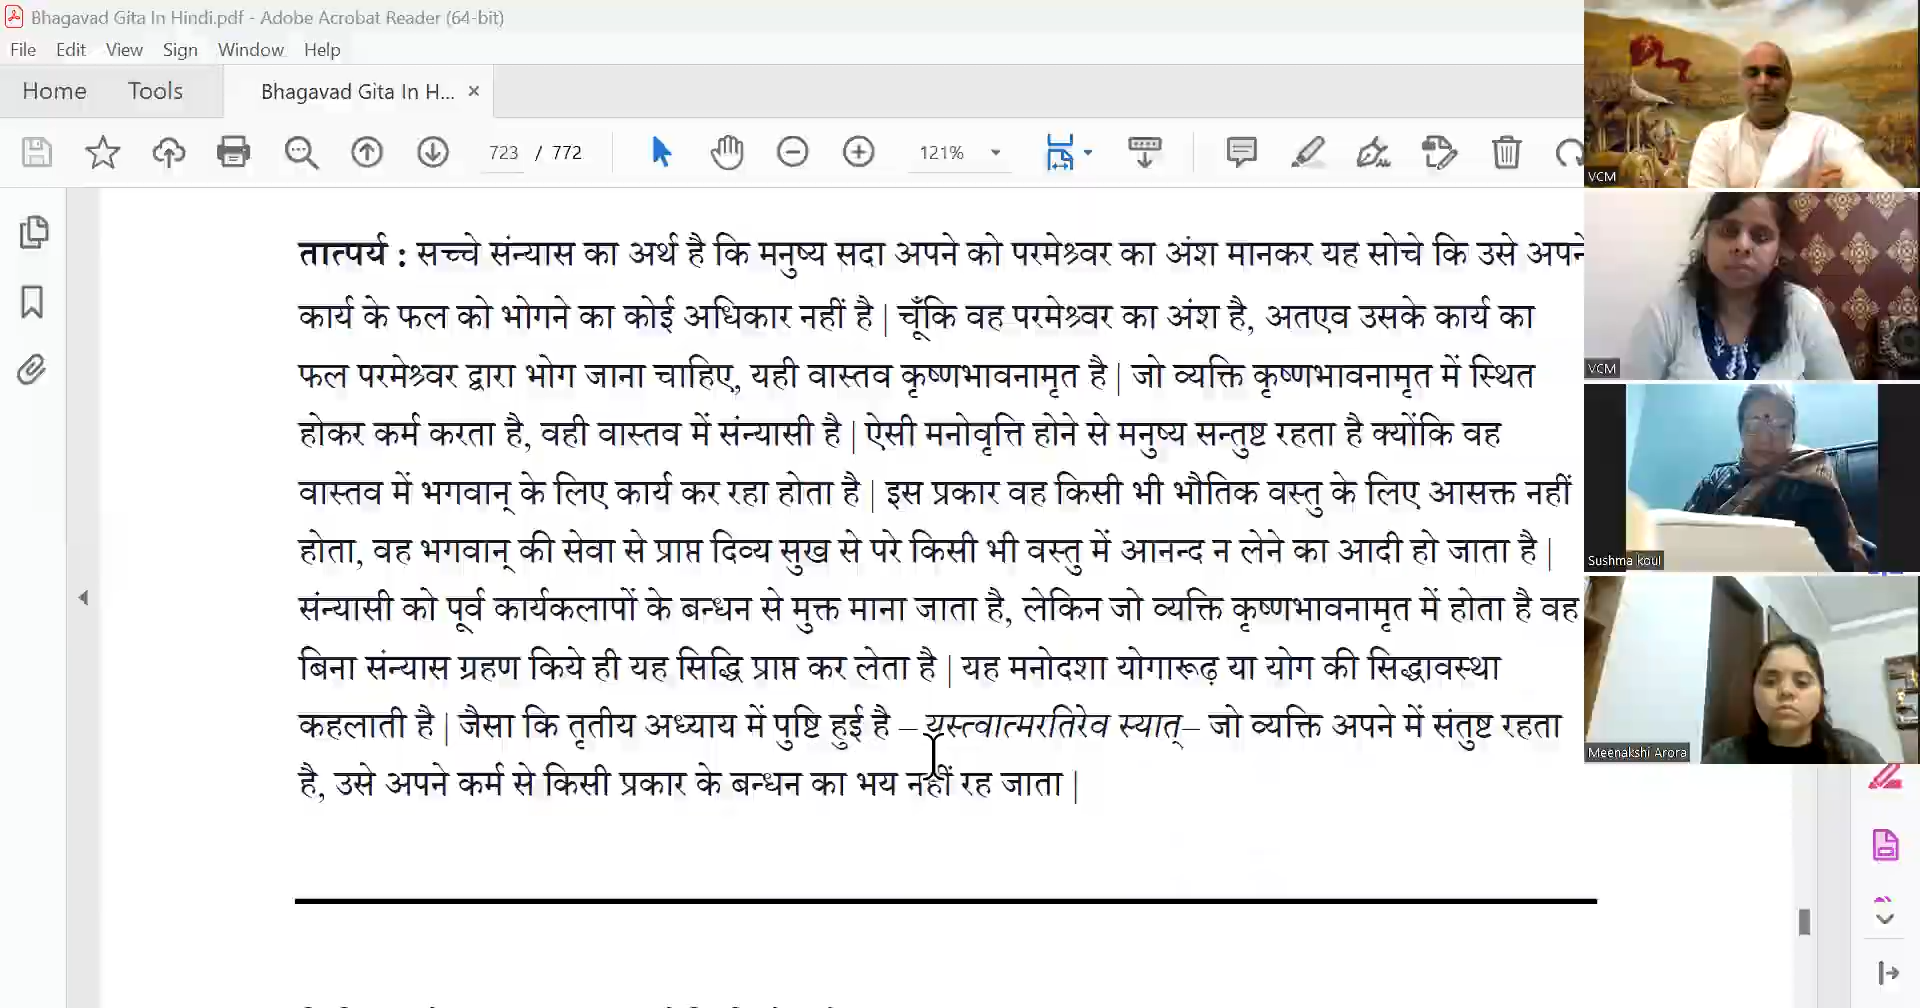 Bhagavad Gita In Hindi.pdf - Adobe Acrobat Reader (64-bit)
File Edit View Sign Window Help
Home Tools Bhagavad Gita In H... ×
723 / 772 121%
तात्पर्य : सच्चे संन्यास का अर्थ है कि मनुष्य सदा अपने को परमेश्र्वर का अंश मानकर यह सोचे कि उसे अपने
कार्य के फल को भोगने का कोई अधिकार नहीं है | चूँकि वह परमेश्र्वर का अंश है, अतएव उसके कार्य का
फल परमेश्र्वर द्वारा भोग जाना चाहिए, यही वास्तव कृष्णभावनामृत है | जो व्यक्ति कृष्णभावनामृत में स्थित
होकर कर्म करता है, वही वास्तव में संन्यासी है | ऐसी मनोवृत्ति होने से मनुष्य सन्तुष्ट रहता है क्योंकि वह
वास्तव में भगवान् के लिए कार्य कर रहा होता है | इस प्रकार वह किसी भी भौतिक वस्तु के लिए आसक्त नहीं
होता, वह भगवान् की सेवा से प्राप्त दिव्य सुख से परे किसी भी वस्तु में आनन्द न लेने का आदी हो जाता है |
संन्यासी को पूर्व कार्यकलापों के बन्धन से मुक्त माना जाता है, लेकिन जो व्यक्ति कृष्णभावनामृत में होता है वह
बिना संन्यास ग्रहण किये ही यह सिद्धि प्राप्त कर लेता है | यह मनोदशा योगारूढ़ या योग की सिद्धावस्था
कहलाती है | जैसा कि तृतीय अध्याय में पुष्टि हुई है – यस्त्वात्मरतिरेव स्यात् – जो व्यक्ति अपने में संतुष्ट रहता
है, उसे अपने कर्म से किसी प्रकार के बन्धन का भय नहीं रह जाता |
VCM
VCM
Sushma koul
Meenakshi Arora